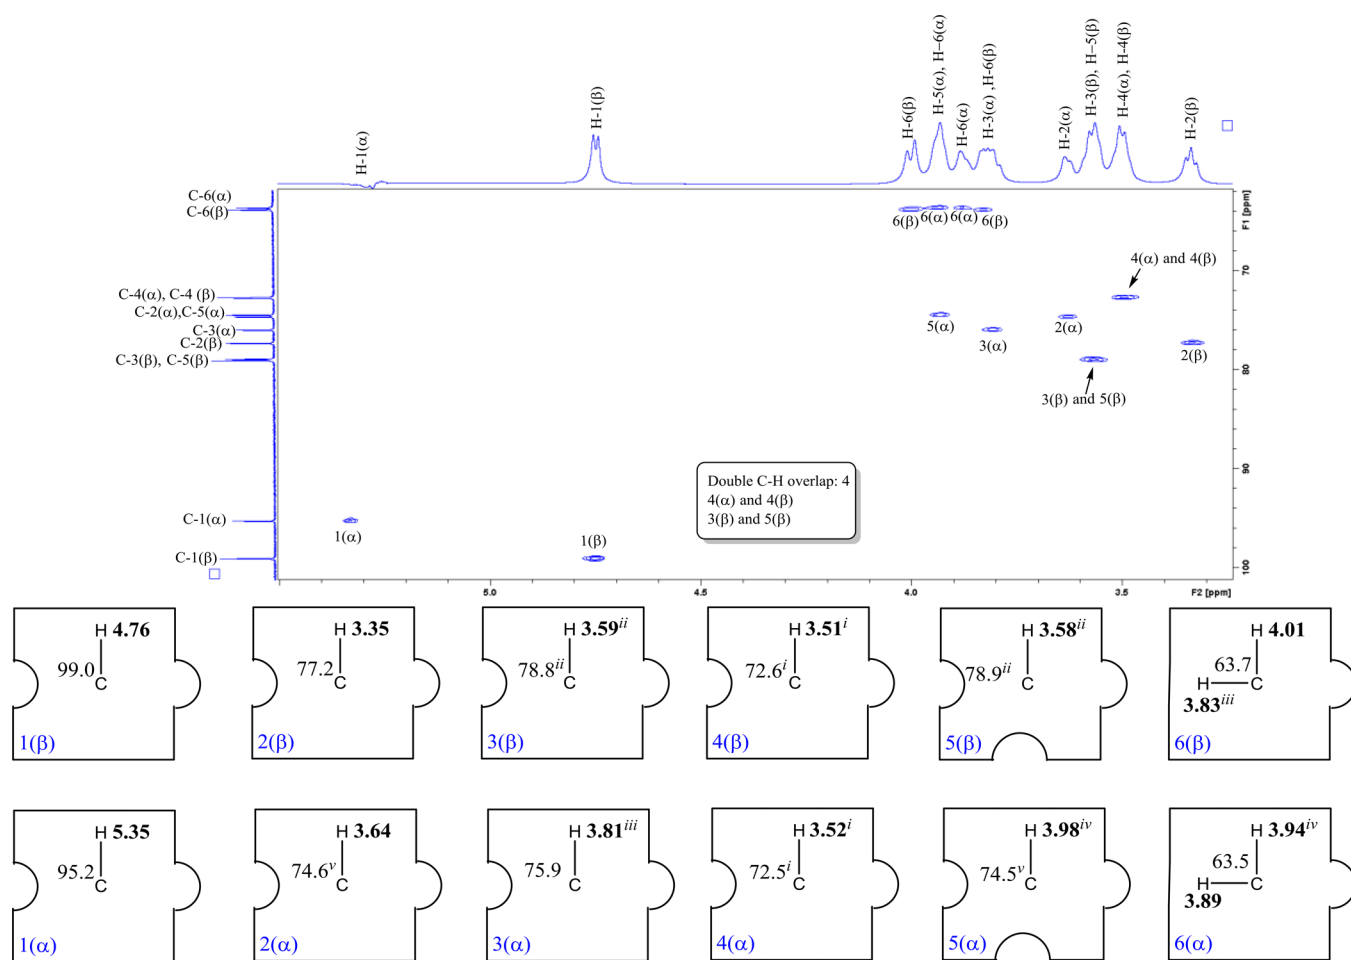 H-1(α)
H-1(β)
H-6(β)
H-5(α), H-6(α)
H-6(α)
H-3(α) ,H-6(β)
H-2(α)
H-3(β), H-5(β)
H-4(α), H-4(β)
H-2(β)
C-6(α)
C-6(β)
C-4(α), C-4 (β)
C-2(α),C-5(α)
C-3(α)
C-2(β)
C-3(β), C-5(β)
C-1(α)
C-1(β)
6(β) 6(α) 6(α) 6(β)
4(α) and 4(β)
5(α)
3(α)
2(α)
2(β)
3(β) and 5(β)
1(α)
1(β)
Double C-H overlap: 4
4(α) and 4(β)
3(β) and 5(β)
F1 [ppm]
70
80
90
100
5.0 4.5 4.0 3.5 F2 [ppm]
H 4.76
99.0
C
1(β)
H 3.35
77.2
C
2(β)
H 3.59ii
78.8ii
C
3(β)
H 3.51i
72.6i
C
4(β)
H 3.58ii
78.9ii
C
5(β)
H 4.01
63.7
H C
3.83iii
6(β)
H 5.35
95.2
C
1(α)
H 3.64
74.6v
C
2(α)
H 3.81iii
75.9
C
3(α)
H 3.52i
72.5i
C
4(α)
H 3.98iv
74.5v
C
5(α)
H 3.94iv
63.5
H C
3.89
6(α)